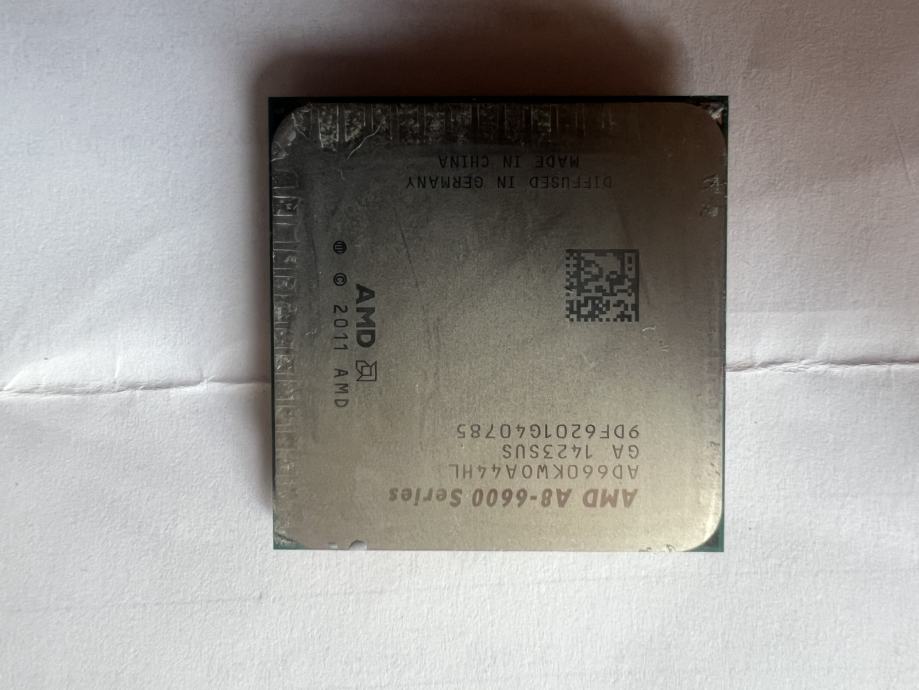 AMD A8-6600 Series
AD660KWOA44HL
GA 1423SUS
9DF6201G40785
DIFFUSED IN GERMANY
MADE IN CHINA
AMD
© 2011 AMD